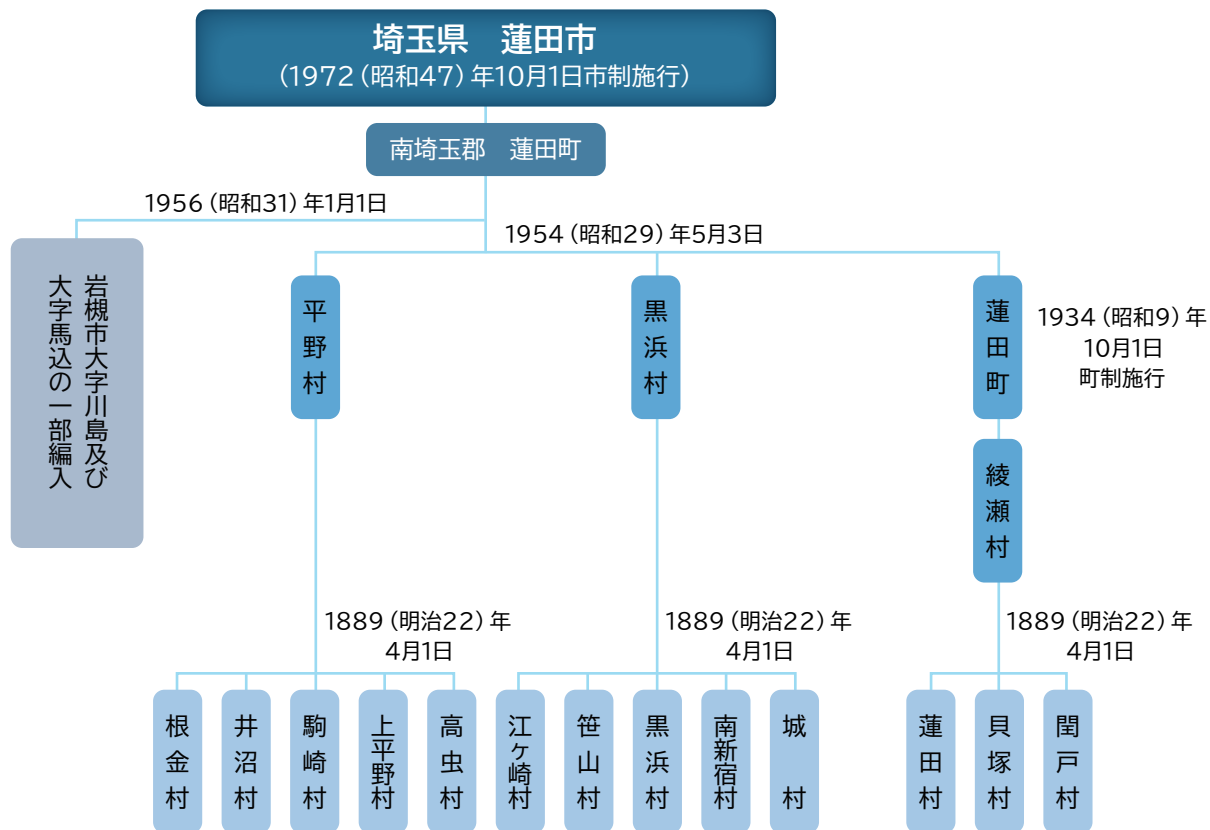 埼玉県　蓮田市
（1972（昭和47）年10月1日市制施行）
南埼玉郡　蓮田町
1956（昭和31）年1月1日
1954（昭和29）年5月3日
岩槻市大字川島及び
大字馬込の一部編入
平野村
黒浜村
蓮田町
1934（昭和9）年
10月1日
町制施行
綾瀬村
1889（明治22）年
4月1日
1889（明治22）年
4月1日
1889（明治22）年
4月1日
根金村
井沼村
駒崎村
上平野村
高虫村
江ヶ崎村
笹山村
黒浜村
南新宿村
城　村
蓮田村
貝塚村
閏戸村